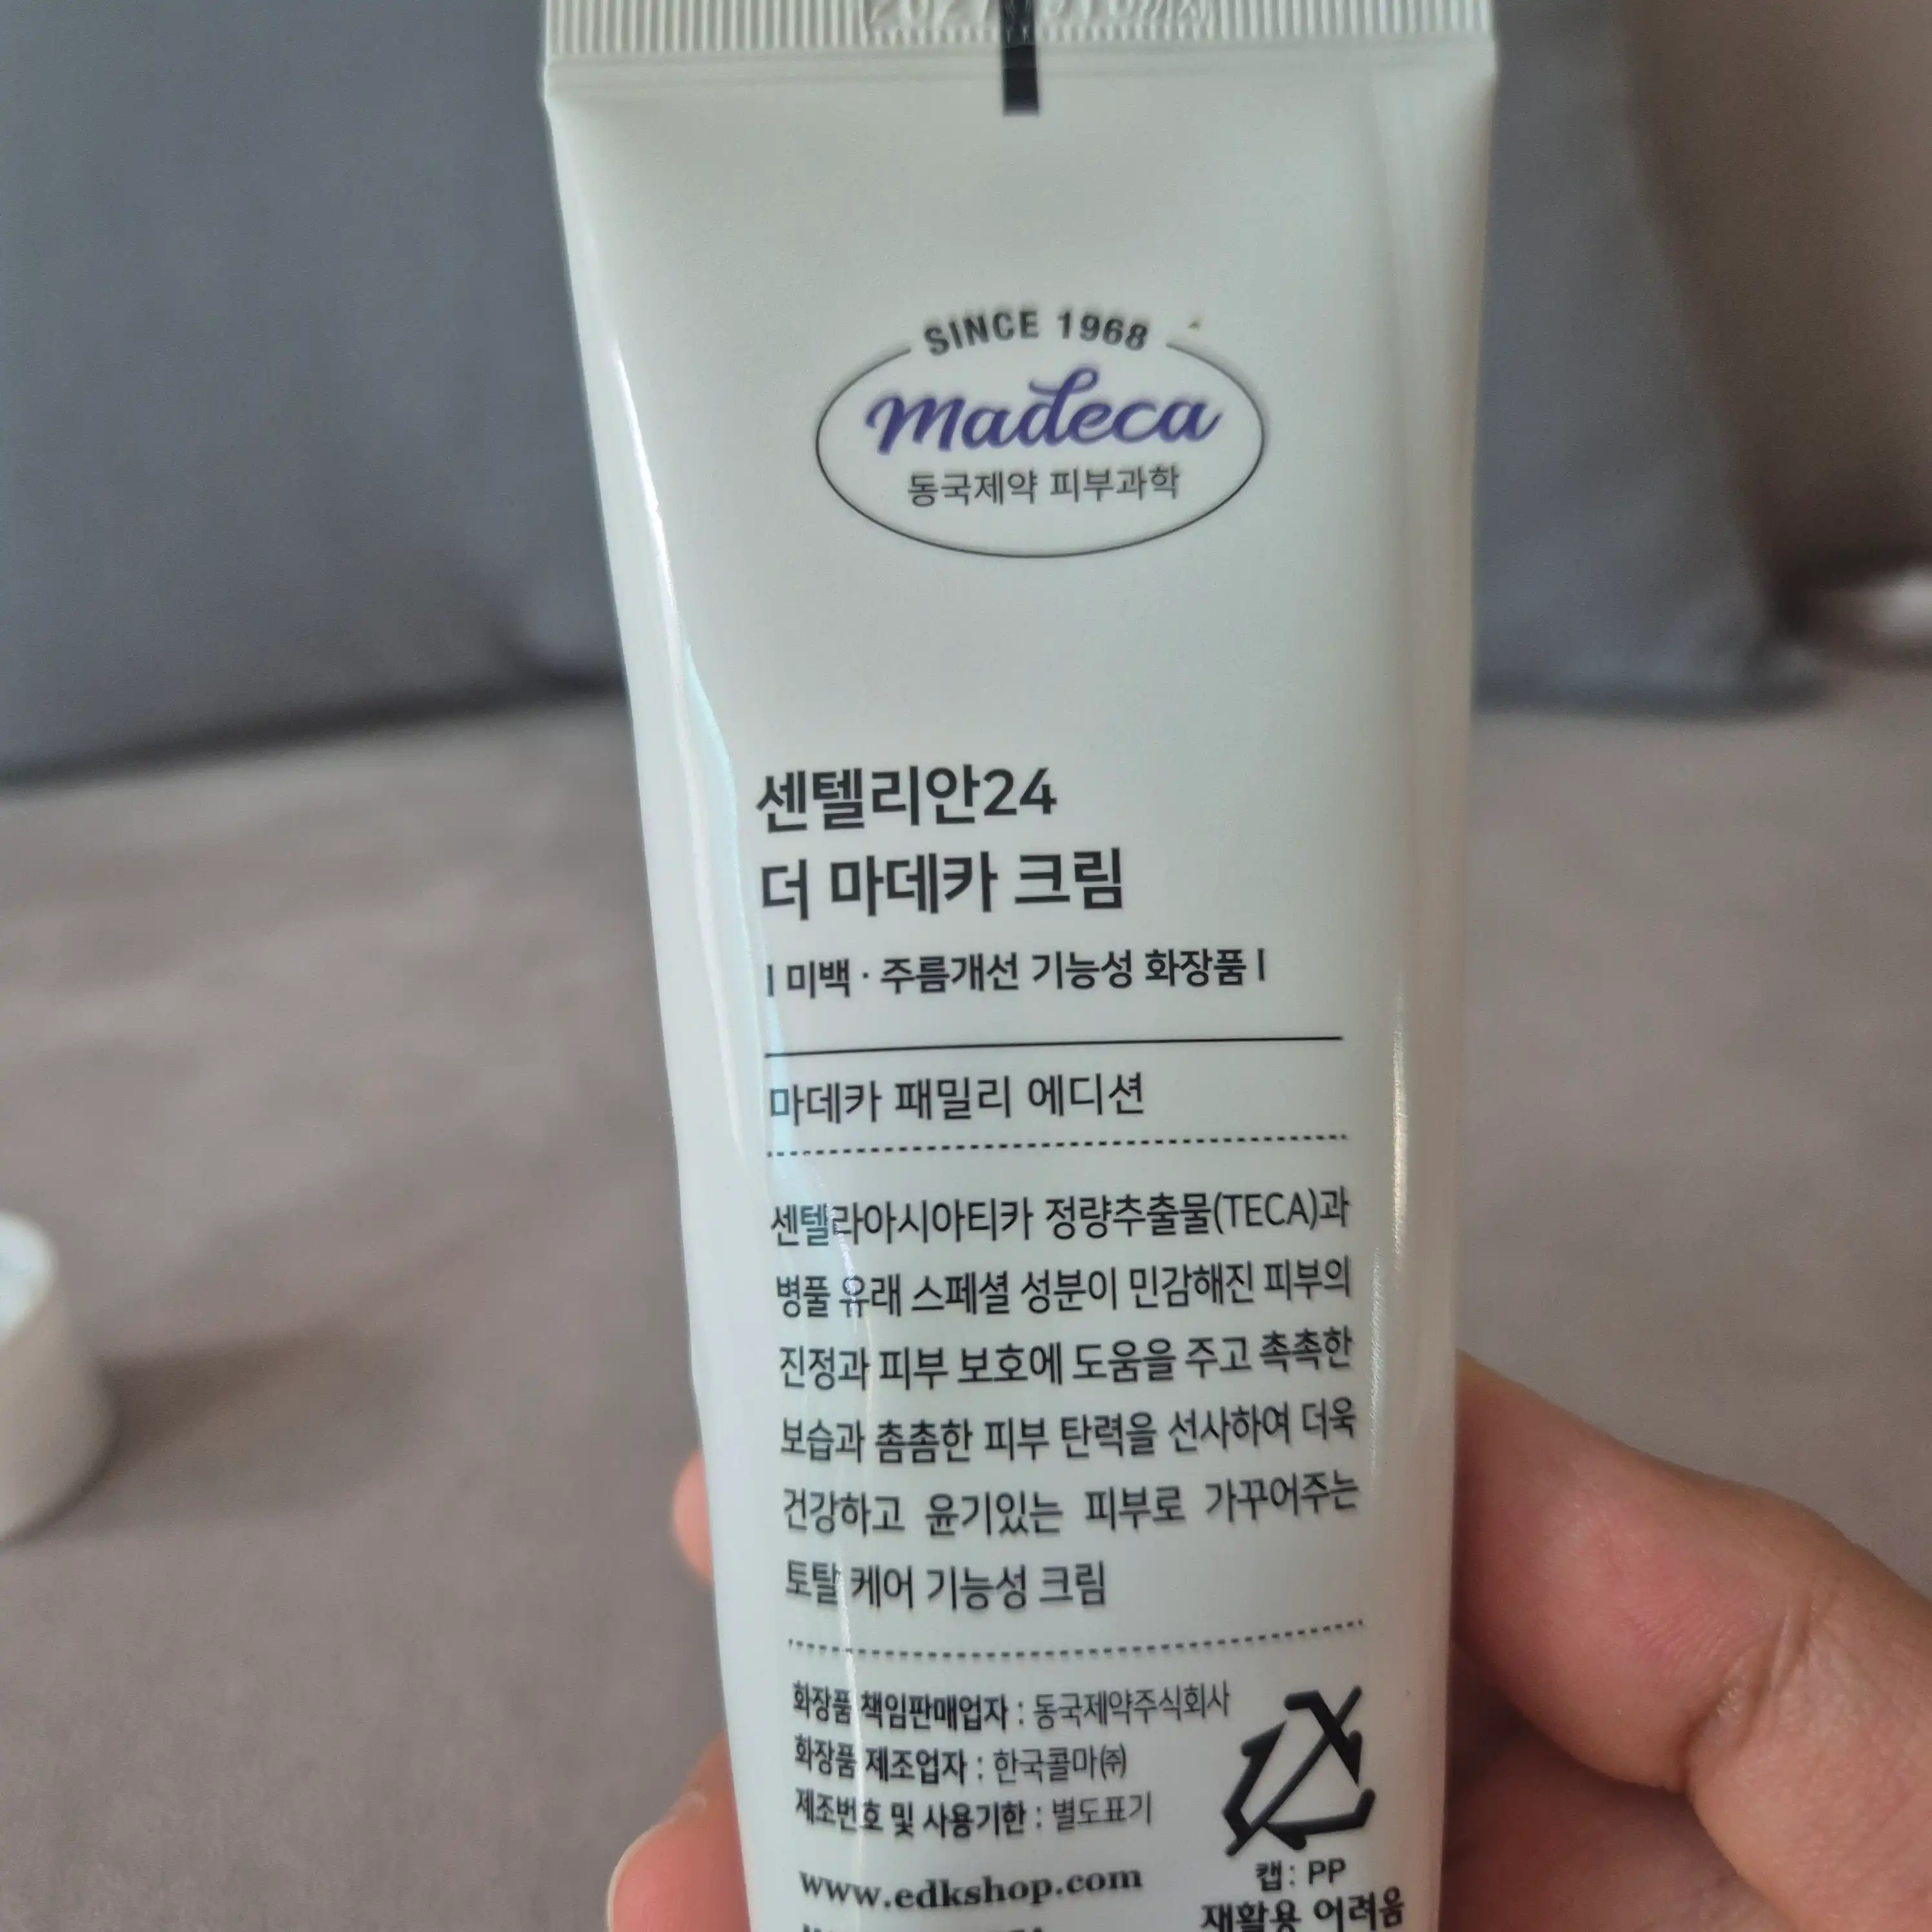 SINCE 1968
madeca
동국제약 피부과학
센텔리안24
더 마데카 크림
| 미백 · 주름개선 기능성 화장품 |
마데카 패밀리 에디션
센텔라아시아티카 정량추출물(TECA)과
병풀 유래 스페셜 성분이 민감해진 피부의
진정과 피부 보호에 도움을 주고 촉촉한
보습과 촘촘한 피부 탄력을 선사하여 더욱
건강하고 윤기있는 피부로 가꾸어주는
토탈 케어 기능성 크림
화장품 책임판매업자 : 동국제약주식회사
화장품 제조업자 : 한국콜마㈜
제조번호 및 사용기한 : 별도표기
www.edkshop.com
캡: PP
재활용 어려움